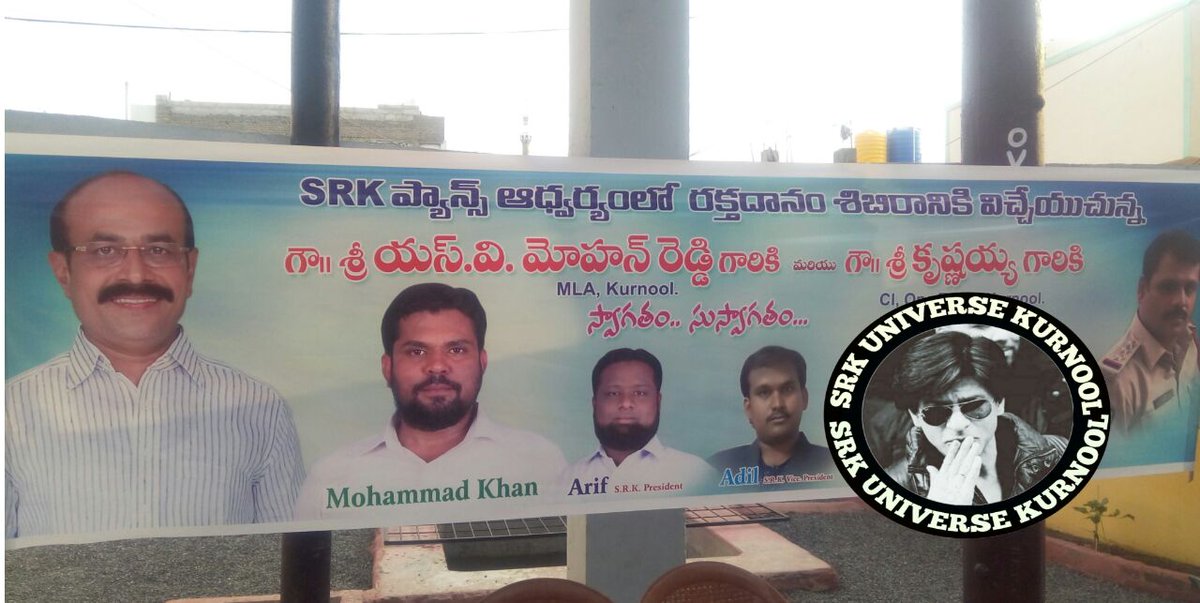 SRK ప్యాన్స్ ఆధ్వర్యంలో రక్తదానం శిబిరానికి విచ్చేయుచున్న
గౌ|| శ్రీ యస్.వి. మోహన్ రెడ్డి గారికి మరియు గౌ|| శ్రీ కృష్ణయ్య గారికి
MLA, Kurnool.
CI,
స్వాగతం.. సుస్వాగతం...
Mohammad Khan
Arif S.R.K. President
Adil S.R.K. Vice. President
SRK UNIVERSE KURNOOL
SRK UNIVERSE KURNOOL